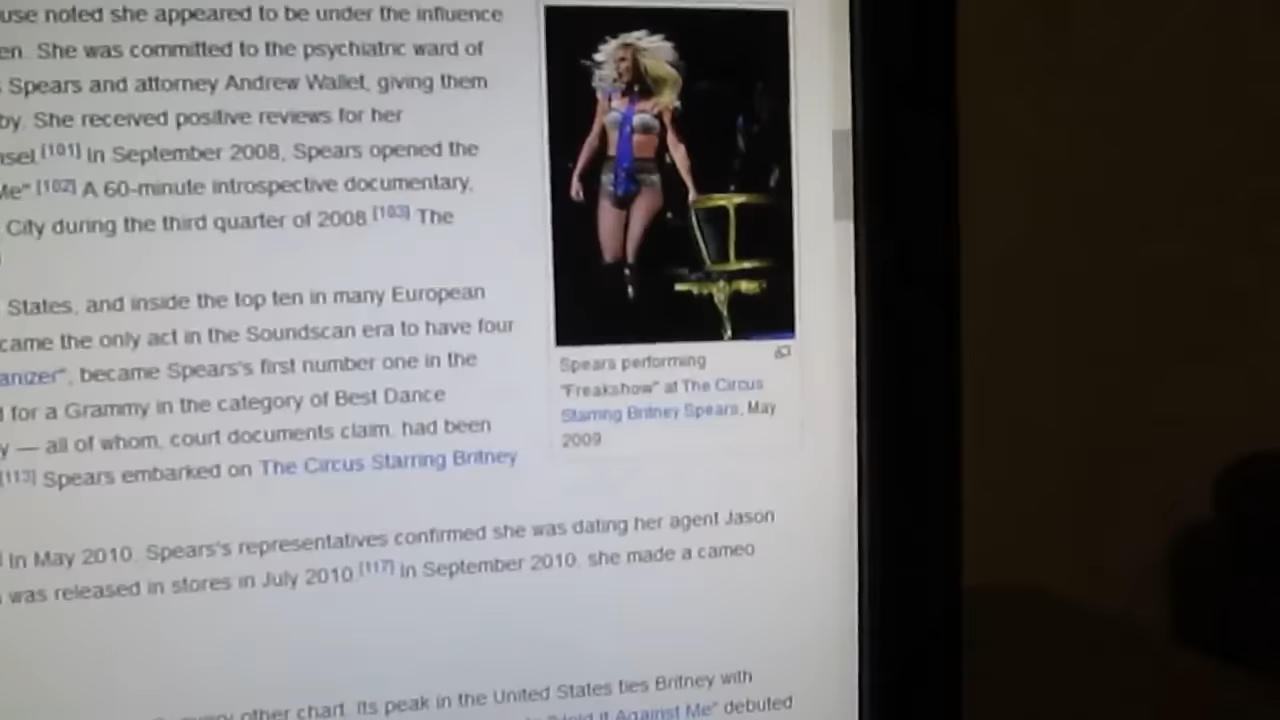 use noted she appeared to be under the influence
en. She was committed to the psychiatric ward of
Spears and attorney Andrew Wallet, giving them
by. She received positive reviews for her
nsel.[101] In September 2008, Spears opened the
Me" [102] A 60-minute introspective documentary,
City during the third quarter of 2008.[103] The
States, and inside the top ten in many European
came the only act in the Soundscan era to have four
anizer", became Spears's first number one in the
for a Grammy in the category of Best Dance
y — all of whom, court documents claim, had been
[113] Spears embarked on The Circus Starring Britney
Spears performing
"Freakshow" at The Circus
Starring Britney Spears, May
2009
In May 2010, Spears's representatives confirmed she was dating her agent Jason
was released in stores in July 2010.[117] In September 2010, she made a cameo
other chart. Its peak in the United States ties Britney with
"Hold It Against Me" debuted